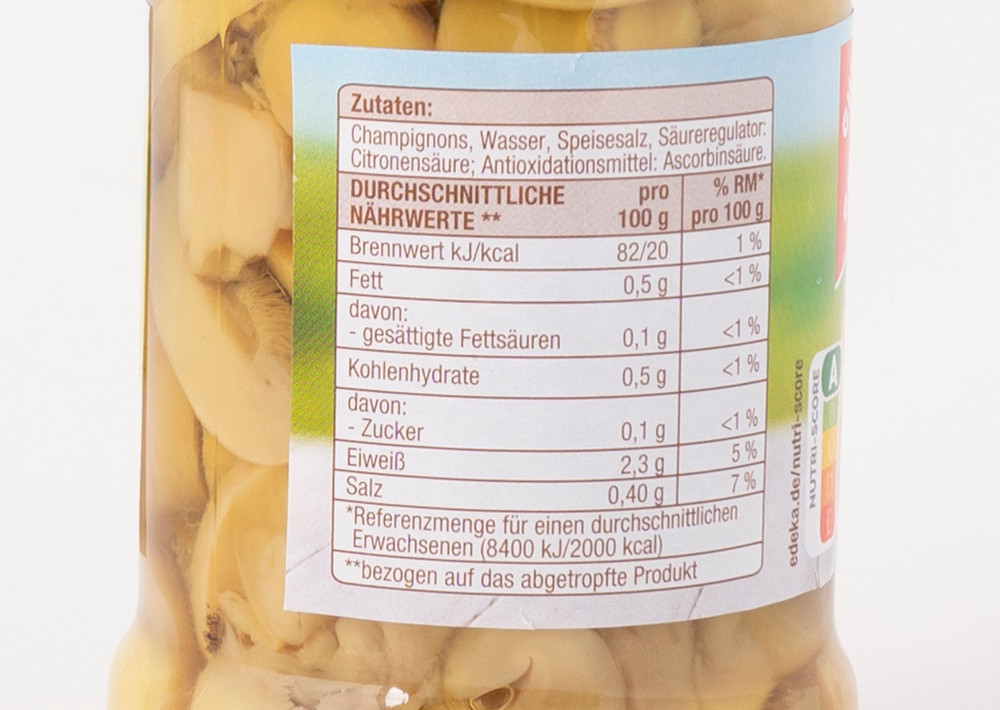 Zutaten:
Champignons, Wasser, Speisesalz, Säureregulator:
Citronensäure; Antioxidationsmittel: Ascorbinsäure.
DURCHSCHNITTLICHE pro % RM*
NÄHRWERTE ** 100 g pro 100 g
Brennwert kJ/kcal 82/20 1 %
Fett 0,5 g <1 %
davon:
- gesättigte Fettsäuren 0,1 g <1 %
Kohlenhydrate 0,5 g <1 %
davon:
- Zucker 0,1 g <1 %
Eiweiß 2,3 g 5 %
Salz 0,40 g 7 %
*Referenzmenge für einen durchschnittlichen
Erwachsenen (8400 kJ/2000 kcal)
**bezogen auf das abgetropfte Produkt
edeka.de/nutri-score
NUTRI-SCORE
A